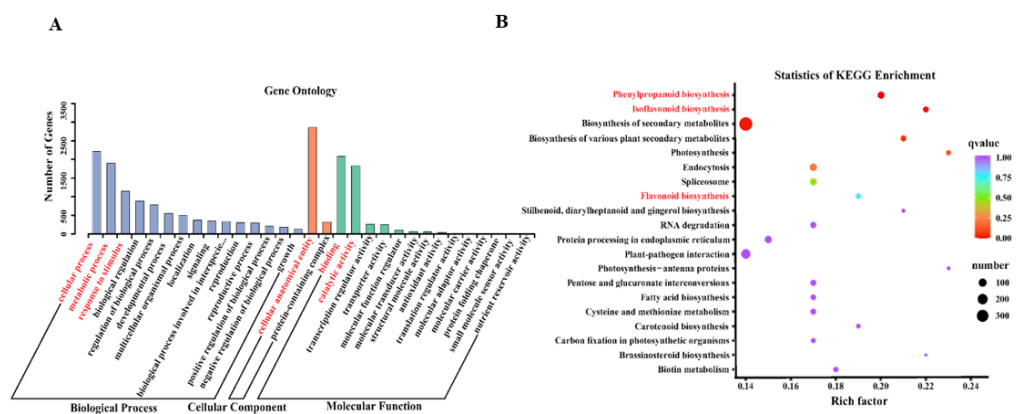 A
Gene Ontology
Number of Genes
3500
2500
1500
500
0
cellular process
metabolic process
response to stimulus
biological regulation
regulation of biological process
developmental process
multicellular organismal process
localization
signaling
biological process involved in interspecic...
reproduction
reproductive process
positive regulation of biological process
negative regulation of biological process
growth
cellular anatomical entity
protein-containing complex
binding
catalytic activity
transcription regulator activity
transporter activity
molecular function regulator
molecular transducer activity
structural molecule activity
antioxidant activity
translation regulator activity
molecular adaptor activity
molecular carrier activity
protein folding chaperone
small molecule sensor activity
nutrient reservoir activity
Biological Process
Cellular Component
Molecular Function
B
Statistics of KEGG Enrichment
Phenylpropanoid biosynthesis
Isoflavonoid biosynthesis
Biosynthesis of secondary metabolites
Biosynthesis of various plant secondary metabolites
Photosynthesis
Endocytosis
Spliceosome
Flavonoid biosynthesis
Stilbenoid, diarylheptanoid and gingerol biosynthesis
RNA degradation
Protein processing in endoplasmic reticulum
Plant-pathogen interaction
Photosynthesis - antenna proteins
Pentose and glucuronate interconversions
Fatty acid biosynthesis
Cysteine and methionine metabolism
Carotenoid biosynthesis
Carbon fixation in photosynthetic organisms
Brassinosteroid biosynthesis
Biotin metabolism
0.14 0.16 0.18 0.20 0.22 0.24
Rich factor
qvalue
1.00
0.75
0.50
0.25
0.00
number
100
200
300